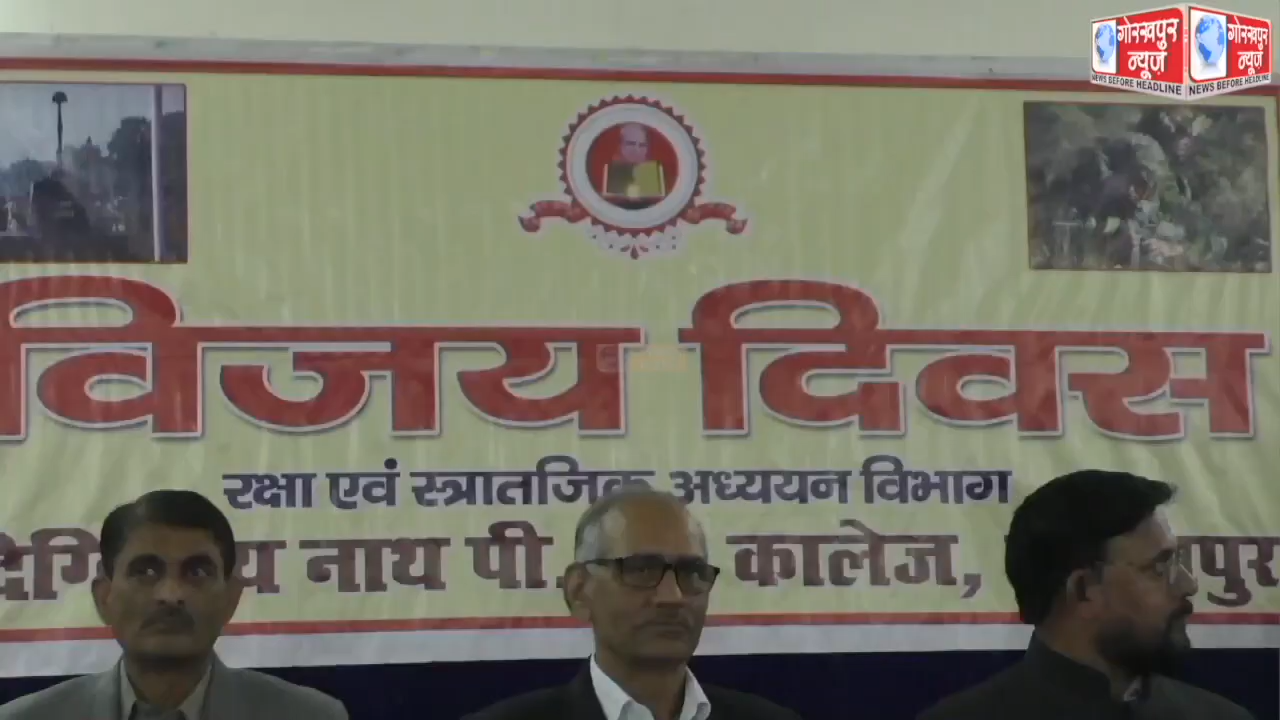 गोरखपुर गोरखपुर
न्यूज़ न्यूज़
NEWS BEFORE HEADLINE NEWS BEFORE HEADLINE
विजय दिवस
रक्षा एवं स्त्रातजिक अध्ययन विभाग
नाथ पी. कालेज,